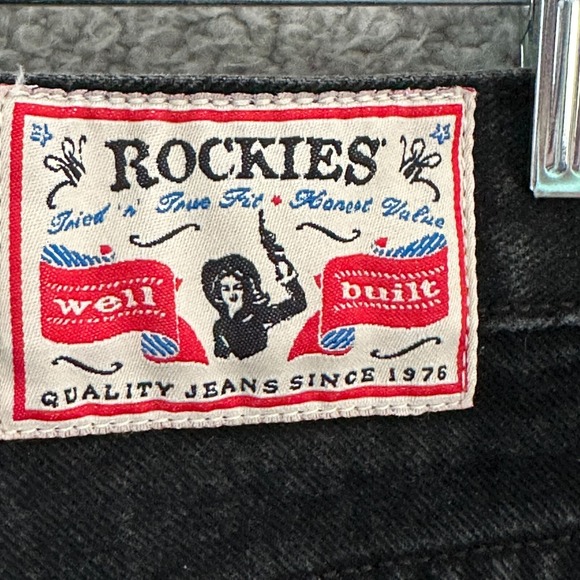 ROCKIES
Tried 'n' True Fit ★ Honest Value
well built
QUALITY JEANS SINCE 1976